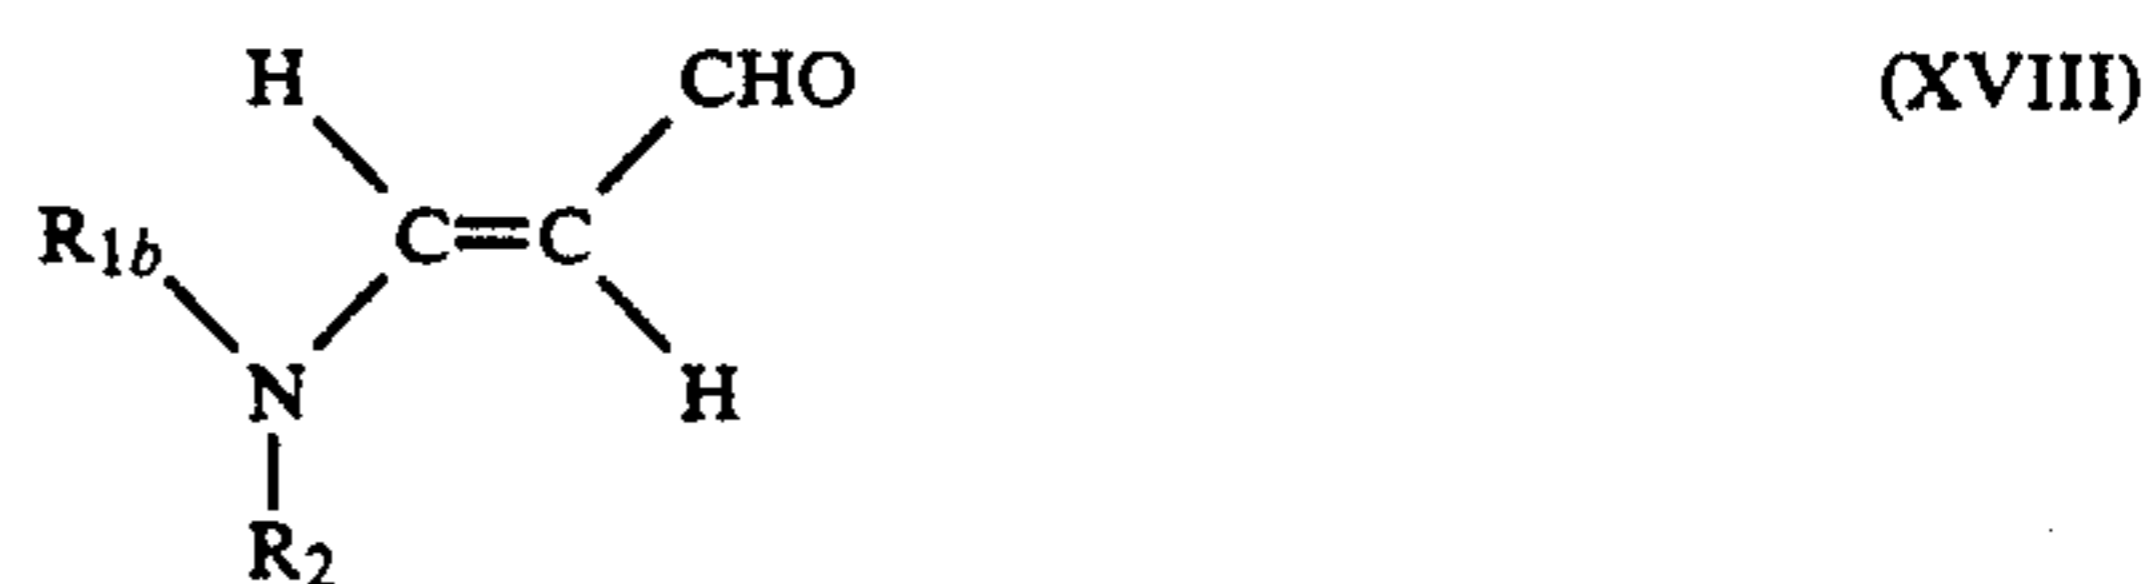 H CHO (XVIII)
R1b C=C
N H
R2